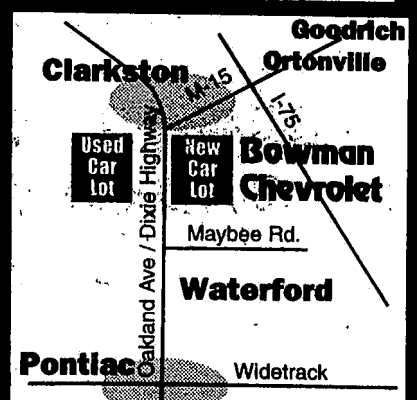 Goodrich
Ortonville
Clarkston
M-15
I-75
Used
Car
Lot
New
Car
Lot
Bowman
Chevrolet
Oakland Ave / Dixie Highway
Maybee Rd.
Waterford
Pontiac
Widetrack